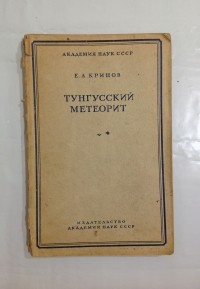 АКАДЕМИЯ НАУК СССР
Е.А.КРИНОВ
ТУНГУССКИЙ
МЕТЕОРИТ
ИЗДАТЕЛЬСТВО
АКАДЕМИИ НАУК СССР